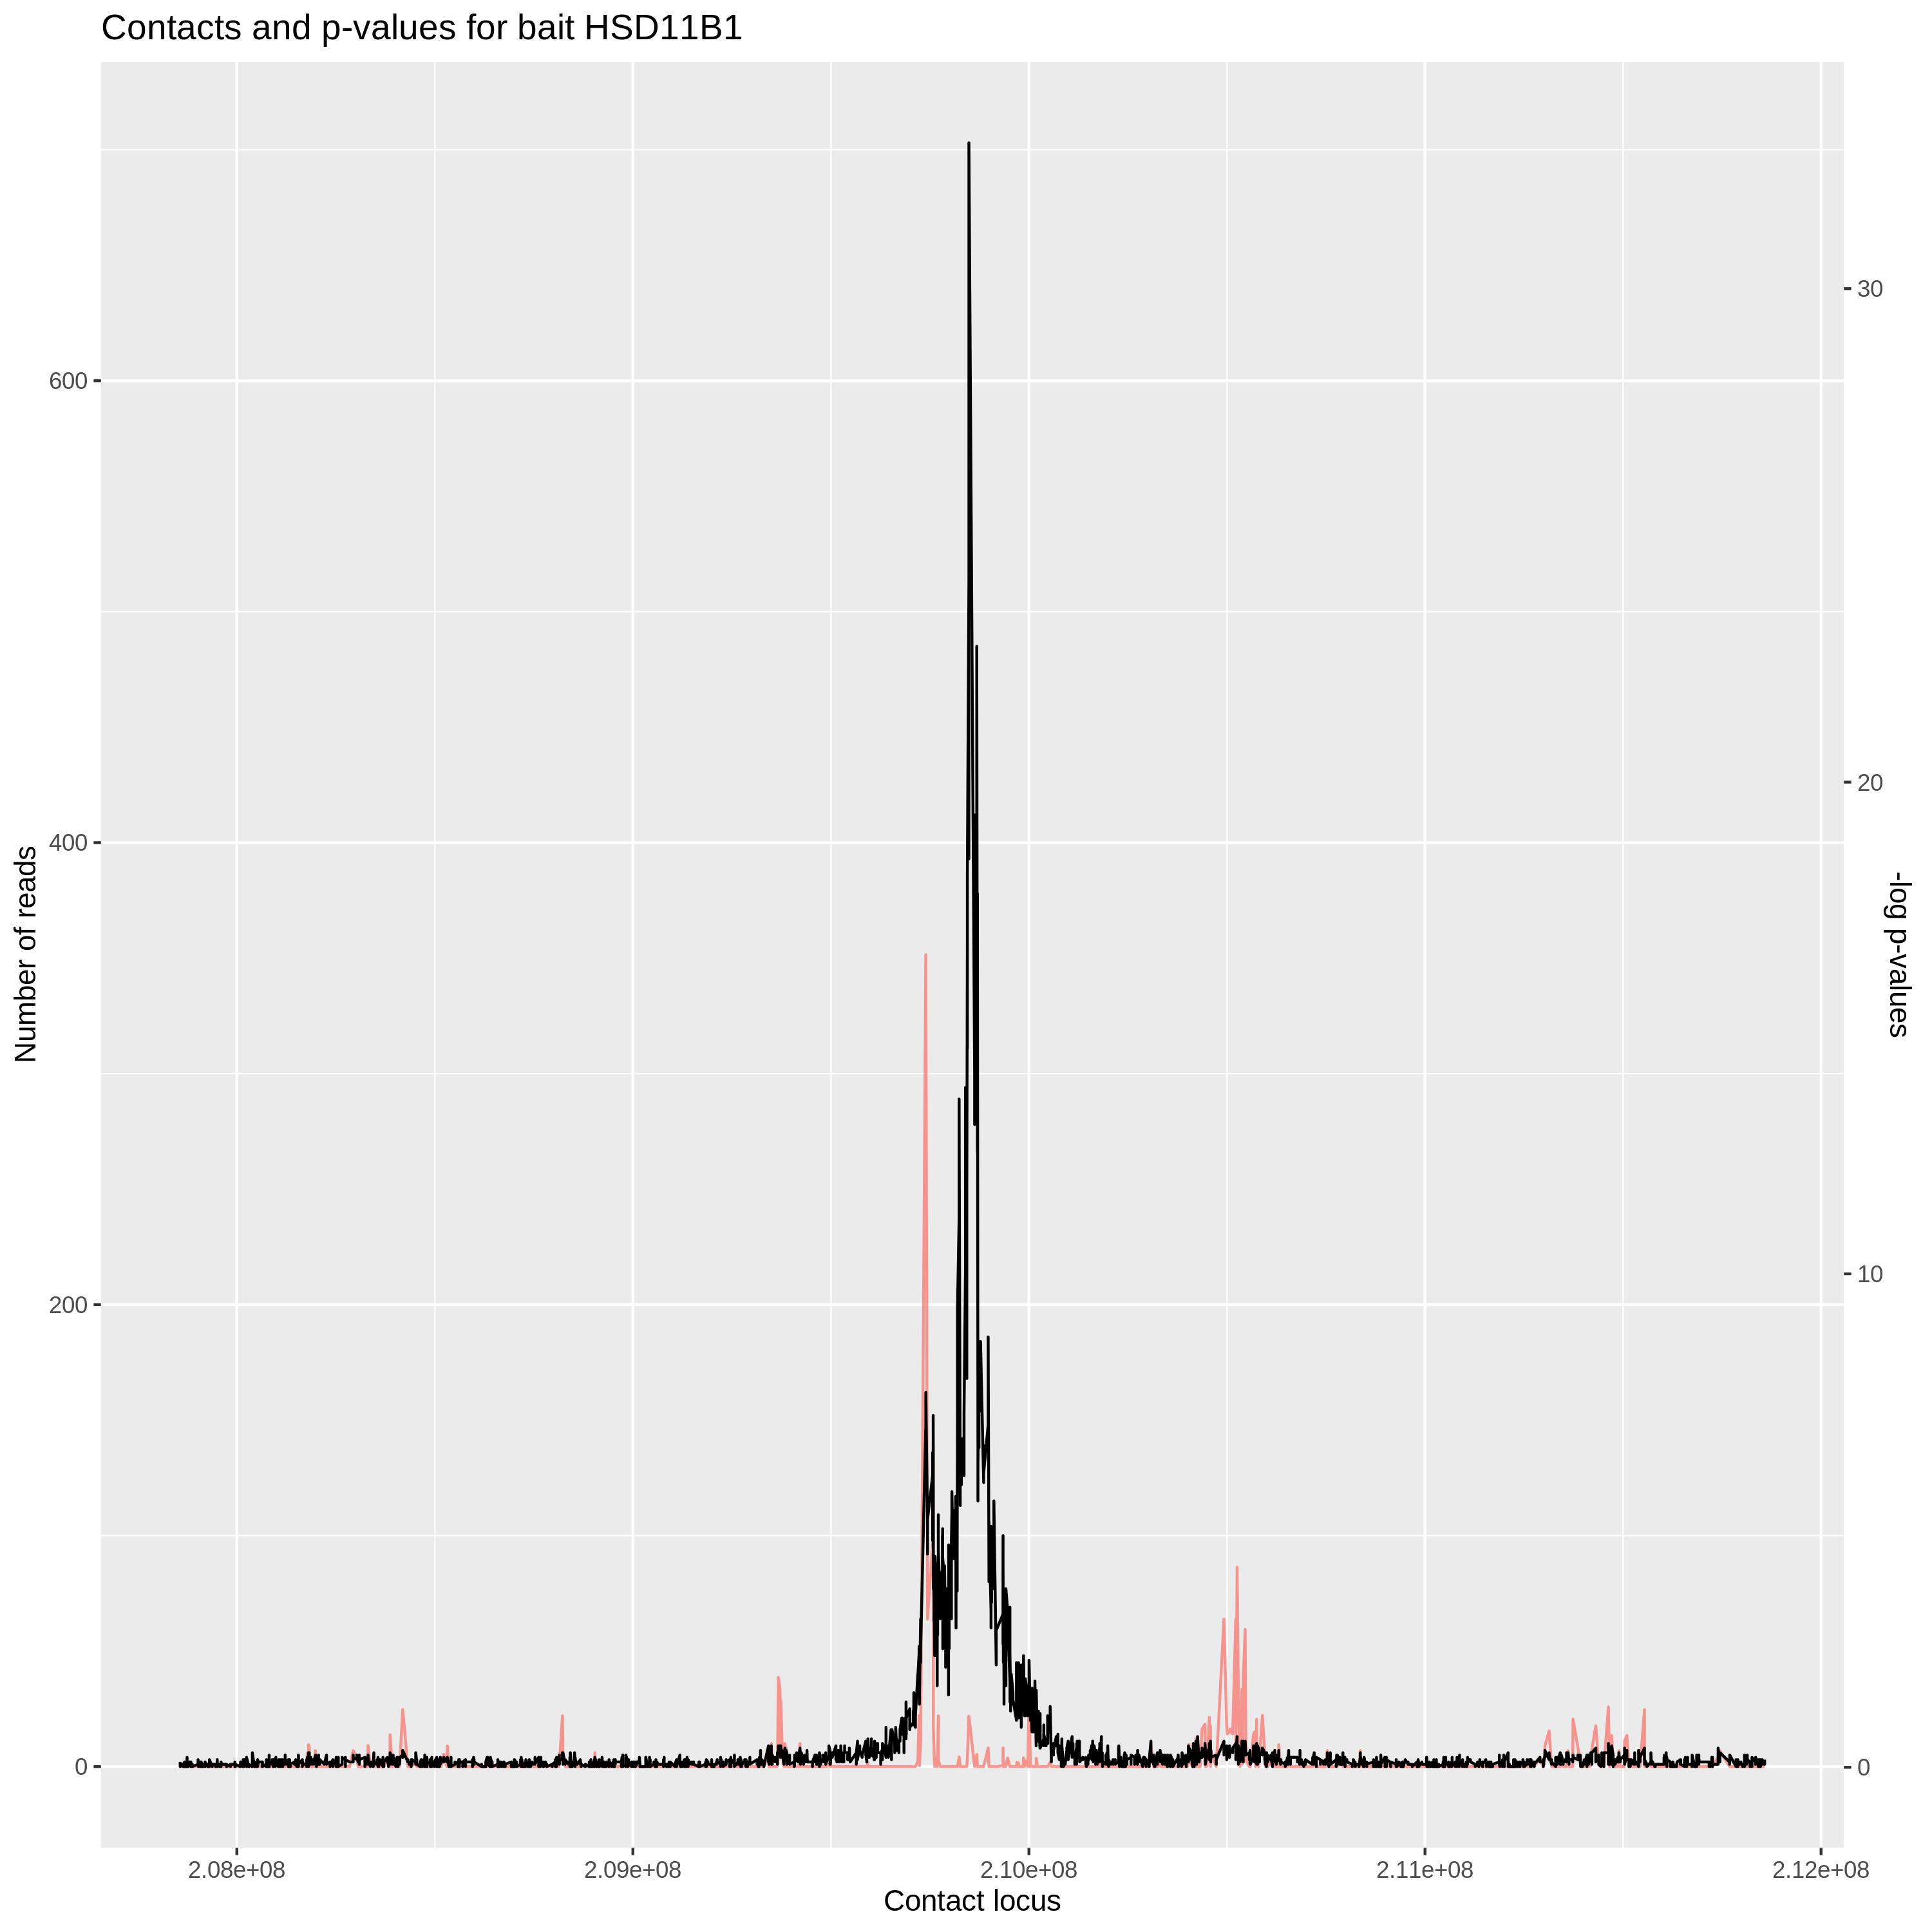 Contacts and p-values for bait HSD11B1
Number of reads
600
400
200
0
30
20
10
0
-log p-values
2.08e+08 2.09e+08 2.10e+08 2.11e+08 2.12e+08
Contact locus